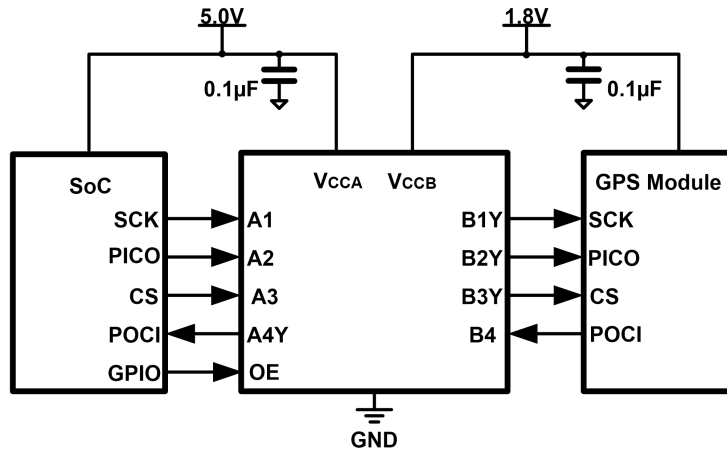 5.0V
1.8V
0.1µF
0.1µF
SoC
VCCA
VCCB
GPS Module
SCK
A1
B1Y
SCK
PICO
A2
B2Y
PICO
CS
A3
B3Y
CS
POCI
A4Y
B4
POCI
GPIO
OE
GND